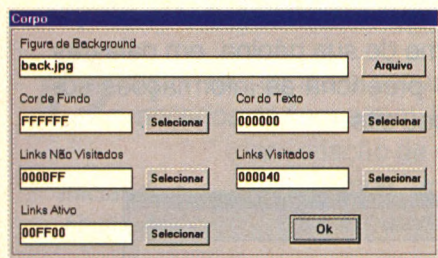 Corpo
Figura de Background
back.jpg Arquivo
Cor de Fundo Cor do Texto
FFFFFF Selecionar 000000 Selecionar
Links Não Visitados Links Visitados
0000FF Selecionar 000040 Selecionar
Links Ativo
00FF00 Selecionar Ok